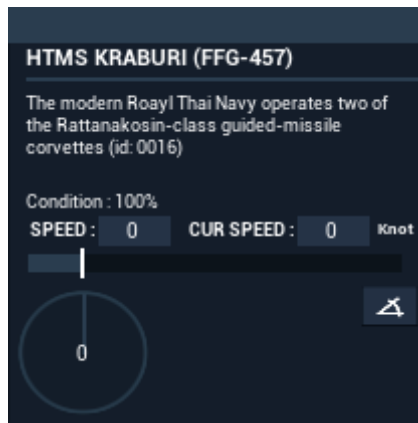 HTMS KRABURI (FFG-457)
The modern Roayl Thai Navy operates two of
the Rattanakosin-class guided-missile
corvettes (id: 0016)
Condition : 100%
SPEED : 0 CUR SPEED : 0 Knot
0